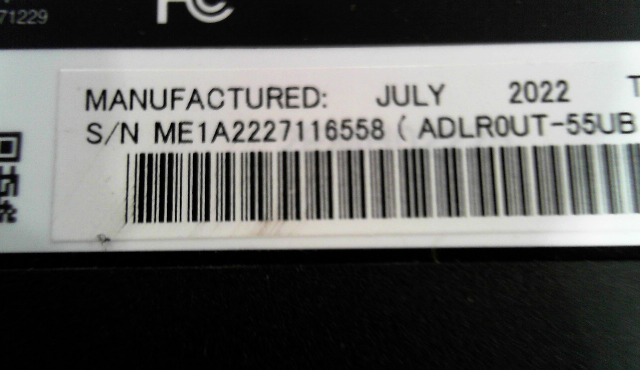 71229
FC
MANUFACTURED: JULY 2022 T
S/N ME1A2227116558 ( ADLR0UT-55UB